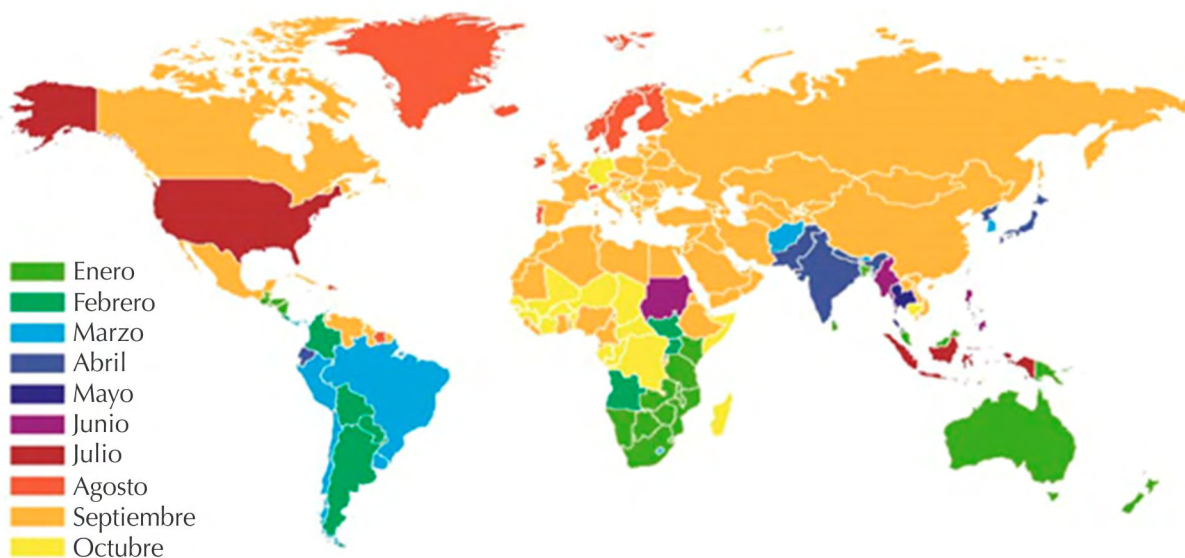 Enero
Febrero
Marzo
Abril
Mayo
Junio
Julio
Agosto
Septiembre
Octubre